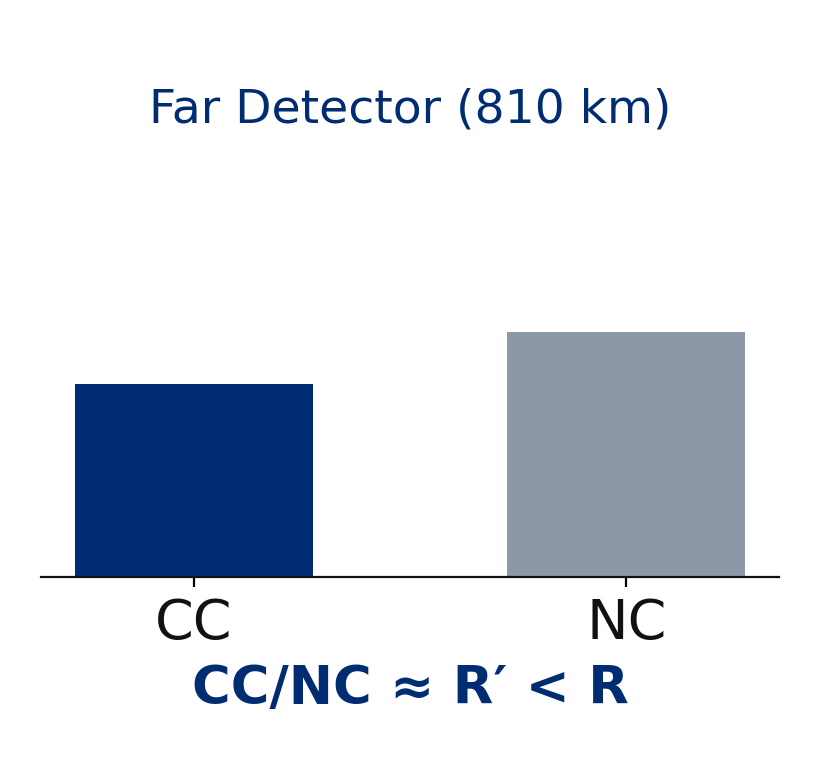 Far Detector (810 km)
CC NC
CC/NC ≈ R′ < R